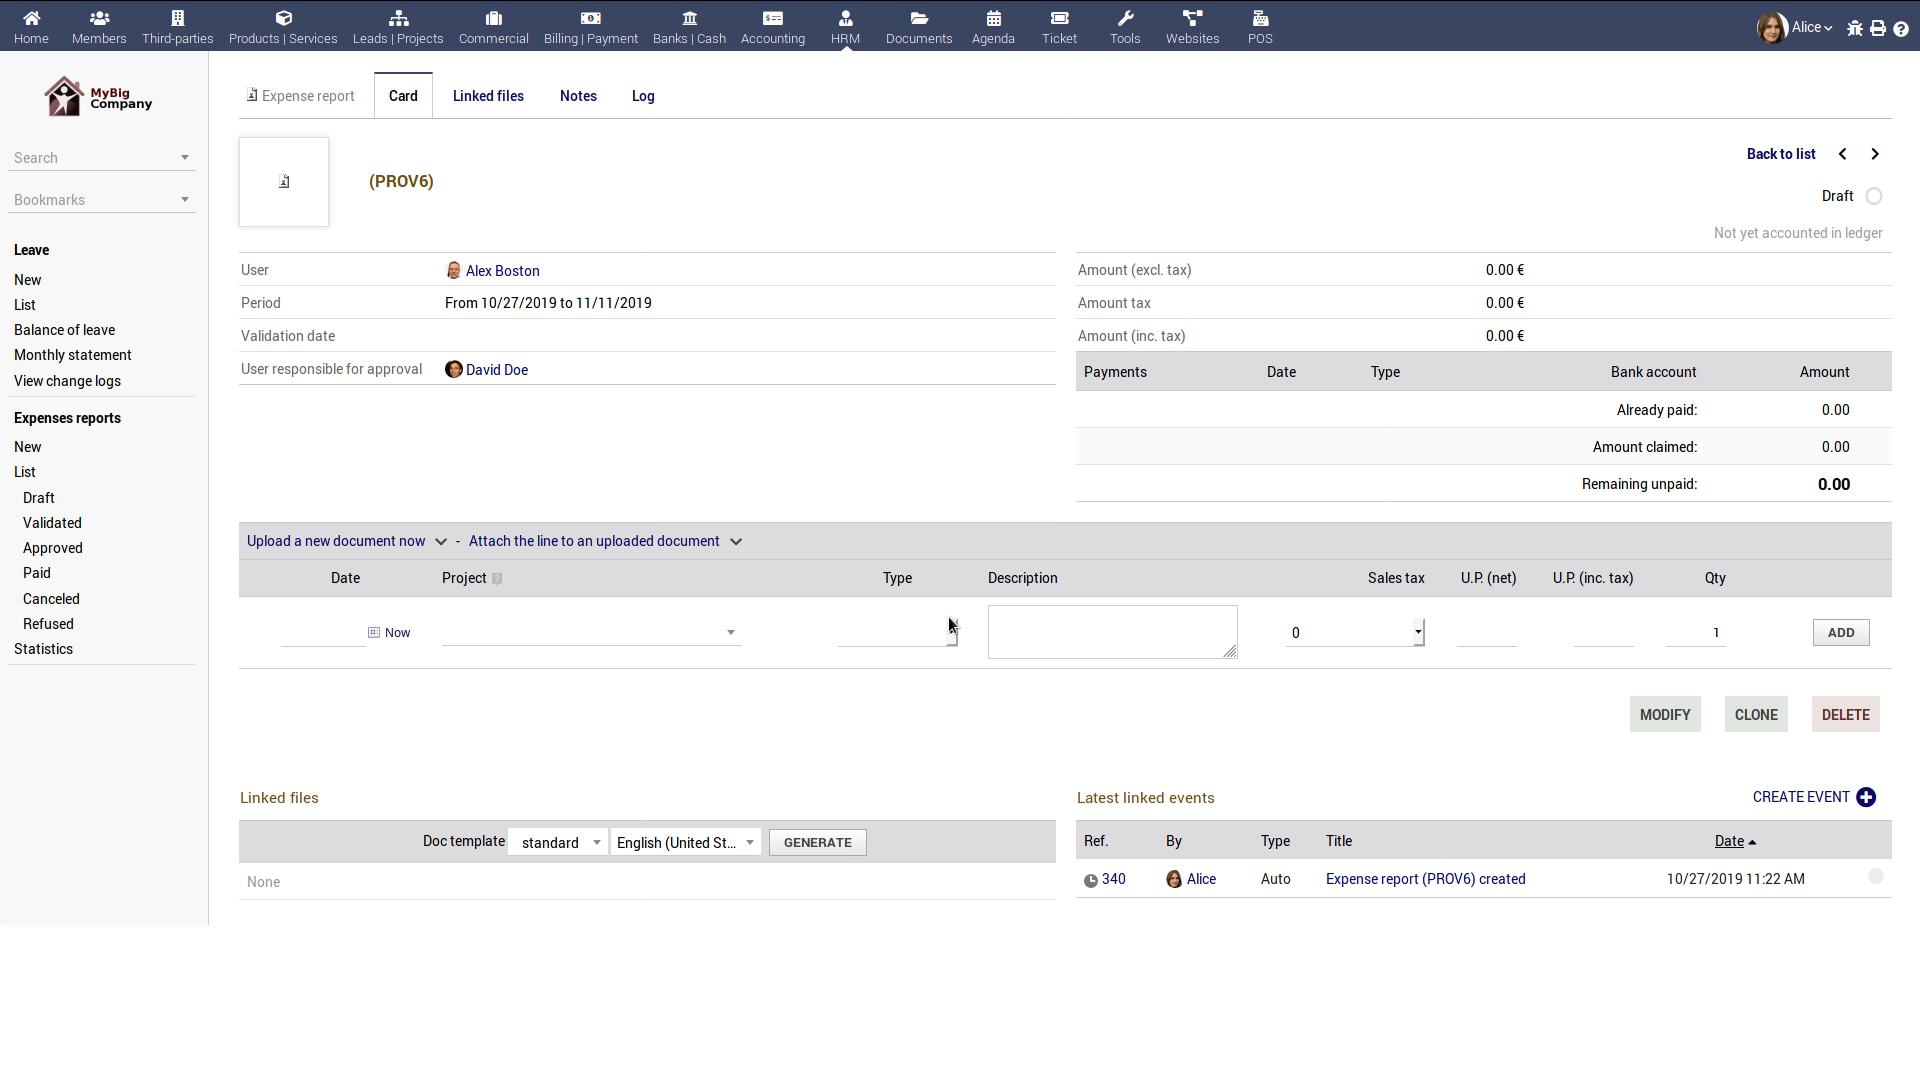 Home Members Third-parties Products | Services Leads | Projects Commercial Billing | Payment Banks | Cash Accounting HRM Documents Agenda Ticket Tools Websites POS Alice
MyBig
Company
Search
Bookmarks
Leave
New
List
Balance of leave
Monthly statement
View change logs
Expenses reports
New
List
Draft
Validated
Approved
Paid
Canceled
Refused
Statistics
Expense report Card Linked files Notes Log
(PROV6)
Back to list
Draft
Not yet accounted in ledger
User Alex Boston
Period From 10/27/2019 to 11/11/2019
Validation date
User responsible for approval David Doe
Amount (excl. tax) 0.00 €
Amount tax 0.00 €
Amount (inc. tax) 0.00 €
Payments Date Type Bank account Amount
Already paid: 0.00
Amount claimed: 0.00
Remaining unpaid: 0.00
Upload a new document now - Attach the line to an uploaded document
Date Project Type Description Sales tax U.P. (net) U.P. (inc. tax) Qty
Now 0 1 ADD
MODIFY CLONE DELETE
Linked files
Doc template standard English (United St... GENERATE
None
Latest linked events CREATE EVENT
Ref. By Type Title Date
340 Alice Auto Expense report (PROV6) created 10/27/2019 11:22 AM